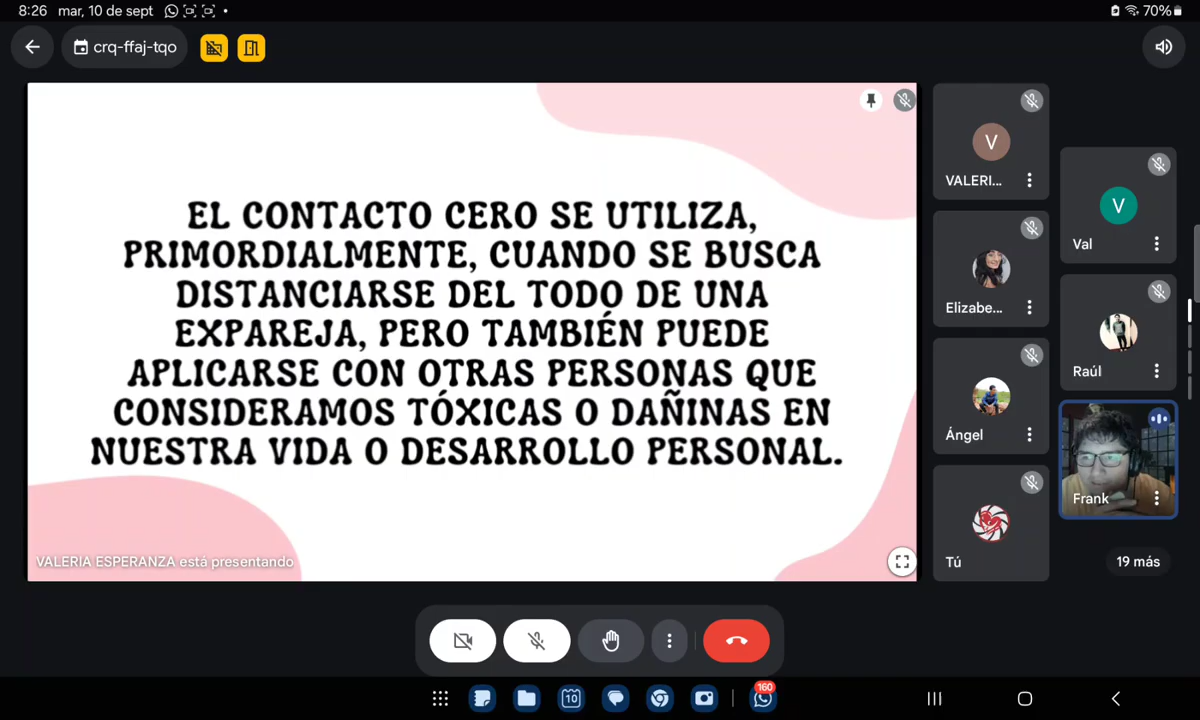 8:26 mar, 10 de sept
70%
crq-ffaj-tqo
EL CONTACTO CERO SE UTILIZA,
PRIMORDIALMENTE, CUANDO SE BUSCA
DISTANCIARSE DEL TODO DE UNA
EXPAREJA, PERO TAMBIÉN PUEDE
APLICARSE CON OTRAS PERSONAS QUE
CONSIDERAMOS TÓXICAS O DAÑINAS EN
NUESTRA VIDA O DESARROLLO PERSONAL.
VALERIA ESPERANZA está presentando
V
VALERI...
V
Val
Elizabe...
Raúl
Ángel
Frank
Tú
19 más
10
160